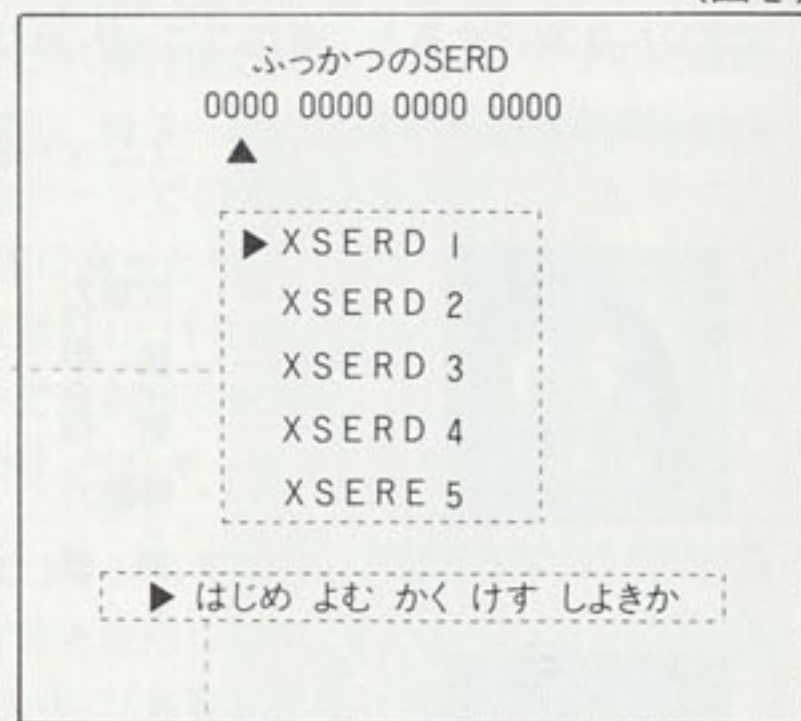 ふっかつのSERD
0000 0000 0000 0000
▲
▶ XSERD 1
XSERD 2
XSERD 3
XSERD 4
XSERE 5
▶ はじめ よむ かく けす しよきか